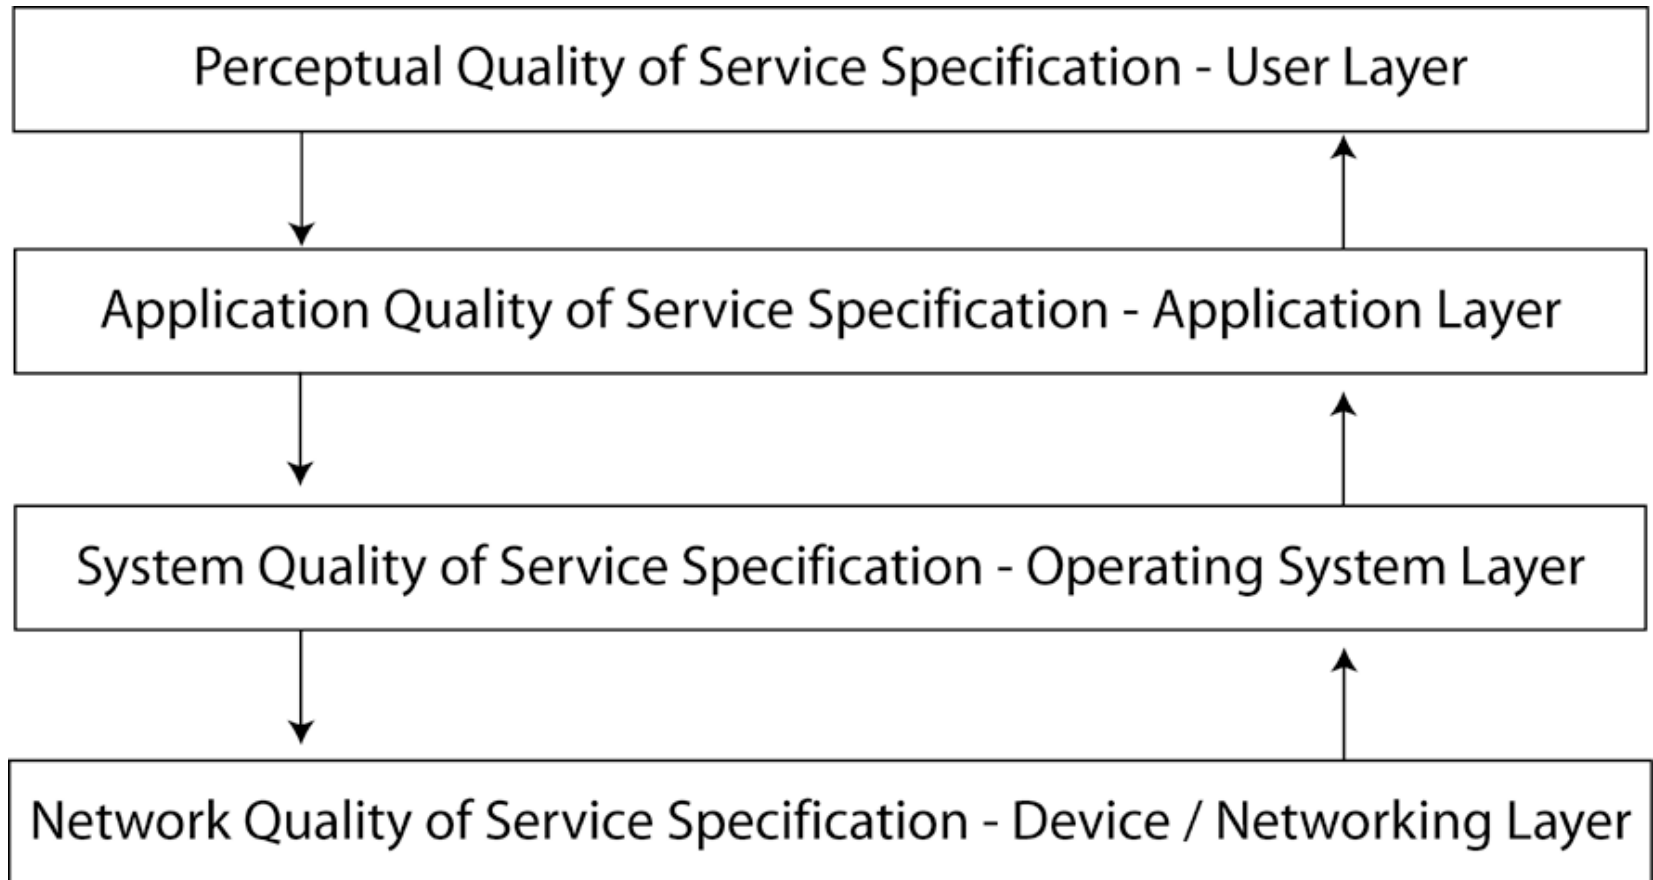 Perceptual Quality of Service Specification - User Layer
Application Quality of Service Specification - Application Layer
System Quality of Service Specification - Operating System Layer
Network Quality of Service Specification - Device / Networking Layer